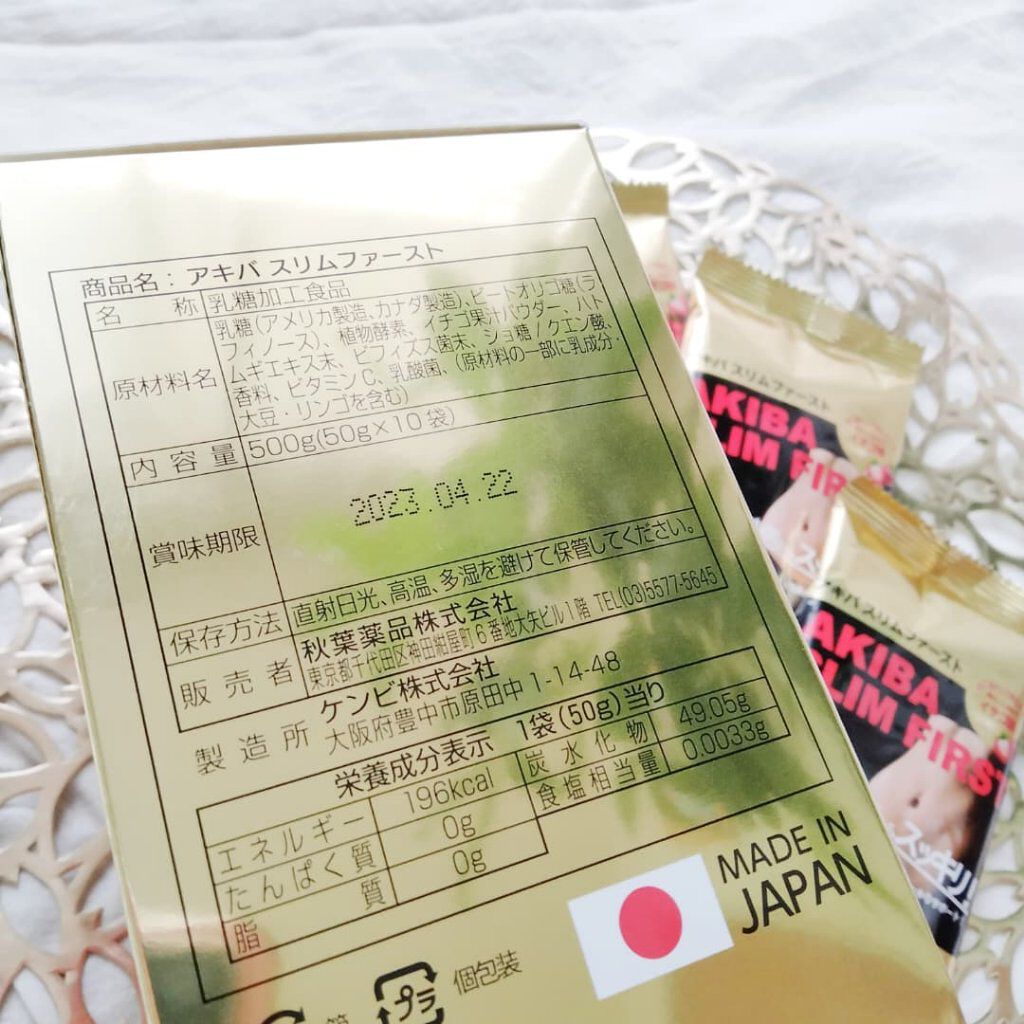 商品名：アキバ スリムファースト
名称 乳糖加工食品
原材料名 乳糖(アメリカ製造、カナダ製造)、ビートオリゴ糖(ラ
フィノース)、植物酵素、イチゴ果汁パウダー、ハト
ムギエキス末、ビフィズス菌末、ショ糖/クエン酸、
香料、ビタミンC、乳酸菌、(原材料の一部に乳成分・
大豆・リンゴを含む)
内容量 500g(50g×10袋)
賞味期限 2023.04.22
保存方法 直射日光、高温、多湿を避けて保管してください。
販売者 秋葉薬品株式会社
東京都千代田区神田紺屋町6番地大矢ビル1階 TEL(03)5577-5645
製造所 ケンビ株式会社
大阪府豊中市原田中1-14-48
栄養成分表示 1袋(50g)当り
エネルギー 196kcal 炭水化物 49.05g
たんぱく質 0g 食塩相当量 0.0033g
脂質 0g
MADE IN
JAPAN
プラ 個包装
箱
アキバ スリムファースト
AKIBA
SLIM FIRST
アキバ スリムファースト
AKIBA
SLIM FIRST
スッキリ